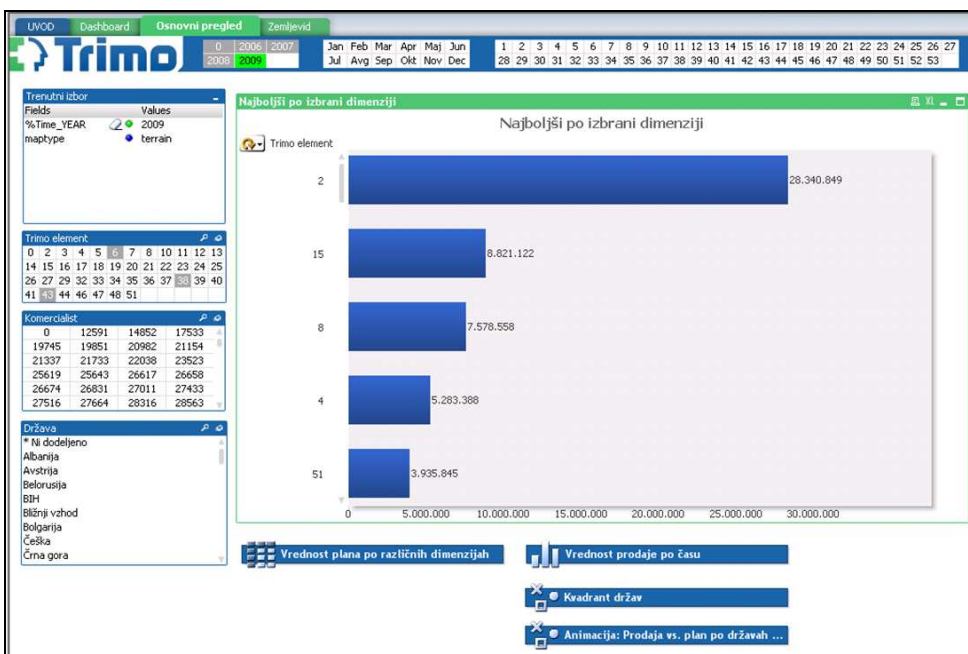 UVOD Dashboard Osnovni pregled Zemljevid
Trimo
0 2006 2007
2008 2009
Jan Feb Mar Apr Maj Jun
Jul Avg Sep Okt Nov Dec
1 2 3 4 5 6 7 8 9 10 11 12 13 14 15 16 17 18 19 20 21 22 23 24 25 26 27
28 29 30 31 32 33 34 35 36 37 38 39 40 41 42 43 44 45 46 47 48 49 50 51 52 53
Trenutni izbor
Fields Values
%Time_YEAR 2009
maptype terrain
Trimo element
0 2 3 4 5 6 7 8 10 11 12 13
14 15 16 17 18 19 20 21 22 23 24 25
26 27 29 32 33 34 35 36 37 38 39 40
41 43 44 46 47 48 51
Komercialist
0 12591 14852 17533
19745 19851 20982 21154
21337 21733 22038 23523
25619 25643 26617 26658
26674 26831 27011 27433
27516 27664 28316 28563
Država
* Ni dodeljeno
Albanija
Avstrija
Belorusija
BIH
Bližnji vzhod
Bolgarija
Češka
Črna gora
Najboljši po izbrani dimenziji
XL
Najboljši po izbrani dimenziji
Trimo element
2 28.340.849
15 8.821.122
8 7.578.558
4 5.283.388
51 3.935.845
0 5.000.000 10.000.000 15.000.000 20.000.000 25.000.000 30.000.000
Vrednost plana po različnih dimenzijah
Vrednost prodaje po času
Kvadrant držav
Animacija: Prodaja vs. plan po državah ...